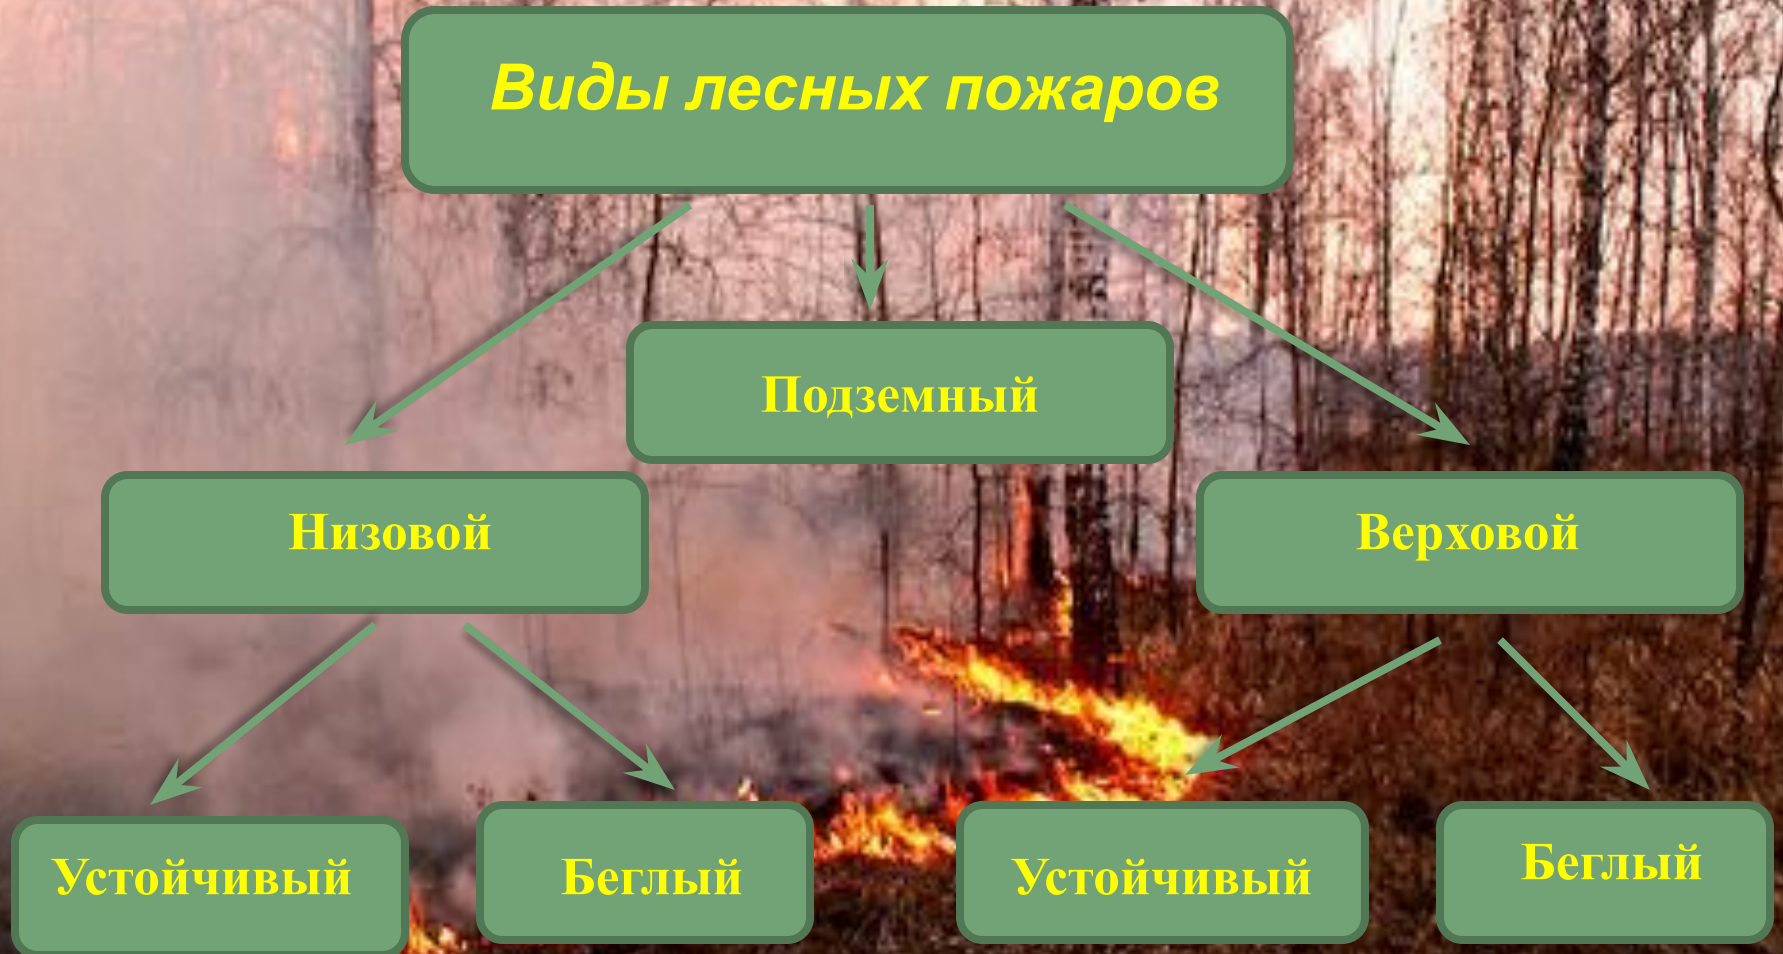 Виды лесных пожаров
Подземный
Низовой
Верховой
Устойчивый
Беглый
Устойчивый
Беглый